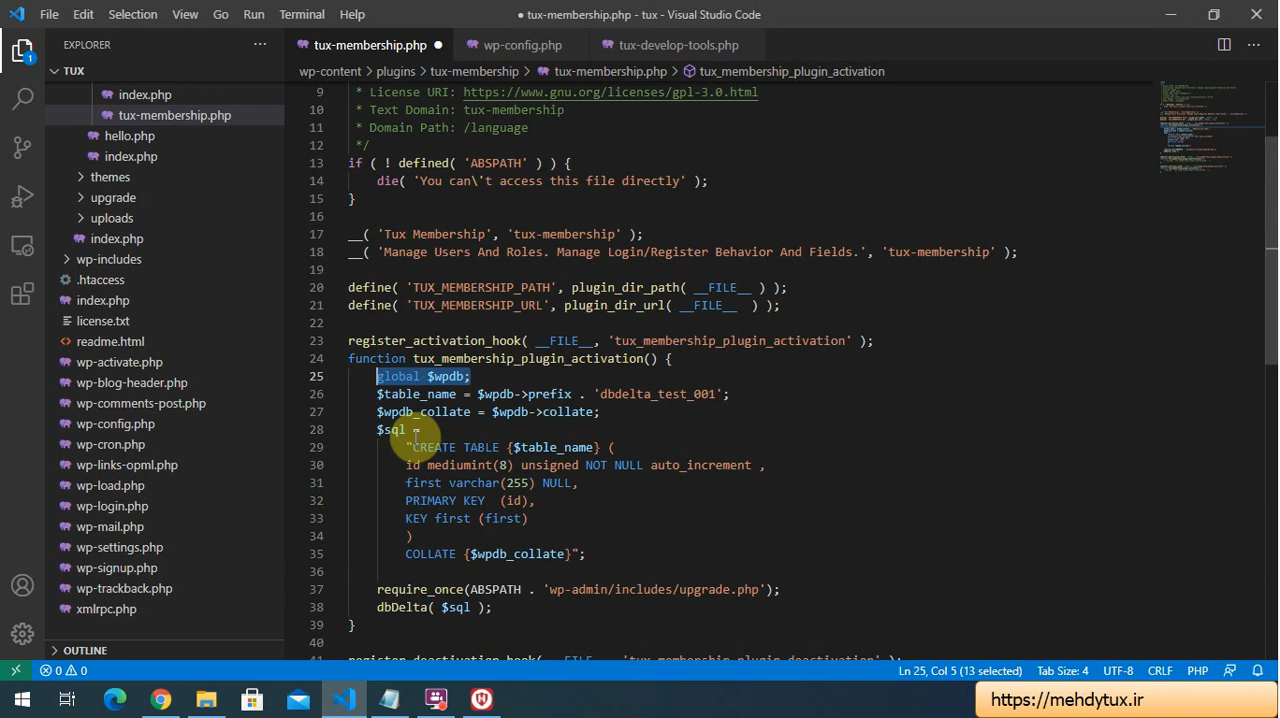 File Edit Selection View Go Run Terminal Help
● tux-membership.php - tux - Visual Studio Code
EXPLORER
tux-membership.php ●
wp-config.php
tux-develop-tools.php
1
TUX
wp-content > plugins > tux-membership > tux-membership.php > tux_membership_plugin_activation
index.php
tux-membership.php
hello.php
index.php
themes
upgrade
uploads
index.php
wp-includes
.htaccess
index.php
license.txt
readme.html
wp-activate.php
wp-blog-header.php
wp-comments-post.php
wp-config.php
wp-cron.php
wp-links-opml.php
wp-load.php
wp-login.php
wp-mail.php
wp-settings.php
wp-signup.php
wp-trackback.php
xmlrpc.php
OUTLINE
9 * License URI: https://www.gnu.org/licenses/gpl-3.0.html
10 * Text Domain: tux-membership
11 * Domain Path: /language
12 */
13 if ( ! defined( 'ABSPATH' ) ) {
14 die( 'You can\'t access this file directly' );
15 }
16
17 __( 'Tux Membership', 'tux-membership' );
18 __( 'Manage Users And Roles. Manage Login/Register Behavior And Fields.', 'tux-membership' );
19
20 define( 'TUX_MEMBERSHIP_PATH', plugin_dir_path( __FILE__ ) );
21 define( 'TUX_MEMBERSHIP_URL', plugin_dir_url( __FILE__ ) );
22
23 register_activation_hook( __FILE__, 'tux_membership_plugin_activation' );
24 function tux_membership_plugin_activation() {
25 global $wpdb;
26 $table_name = $wpdb->prefix . 'dbdelta_test_001';
27 $wpdb_collate = $wpdb->collate;
28 $sql =
29 "CREATE TABLE {$table_name} (
30 id mediumint(8) unsigned NOT NULL auto_increment ,
31 first varchar(255) NULL,
32 PRIMARY KEY (id),
33 KEY first (first)
34 )
35 COLLATE {$wpdb_collate}";
36
37 require_once(ABSPATH . 'wp-admin/includes/upgrade.php');
38 dbDelta( $sql );
39 }
40
41 register_deactivation_hook( __FILE__, 'tux_membership_plugin_deactivation' );
0 0
Ln 25, Col 5 (13 selected) Tab Size: 4 UTF-8 CRLF PHP
https://mehdytux.ir